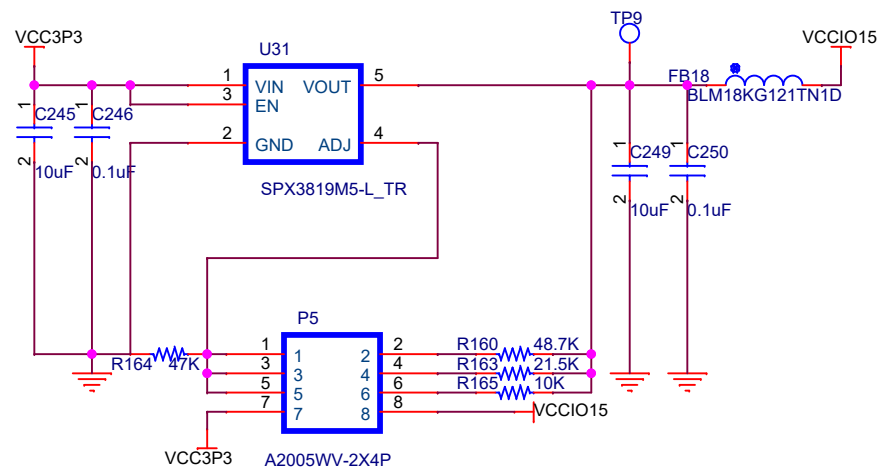 TP9
VCC3P3
VCCIO15
U31
1 VIN VOUT 5
FB18
BLM18KG121TN1D
3 EN
1 C245 1 C246
2 GND ADJ 4
1 C249 1 C250
2 10uF 2 0.1uF
SPX3819M5-L_TR
2 10uF 2 0.1uF
P5
R164 47K
1 1 2 2 R160 48.7K
3 3 4 4 R163 21.5K
5 5 6 6 R165 10K
7 7 8 8 VCCIO15
VCC3P3
A2005WV-2X4P